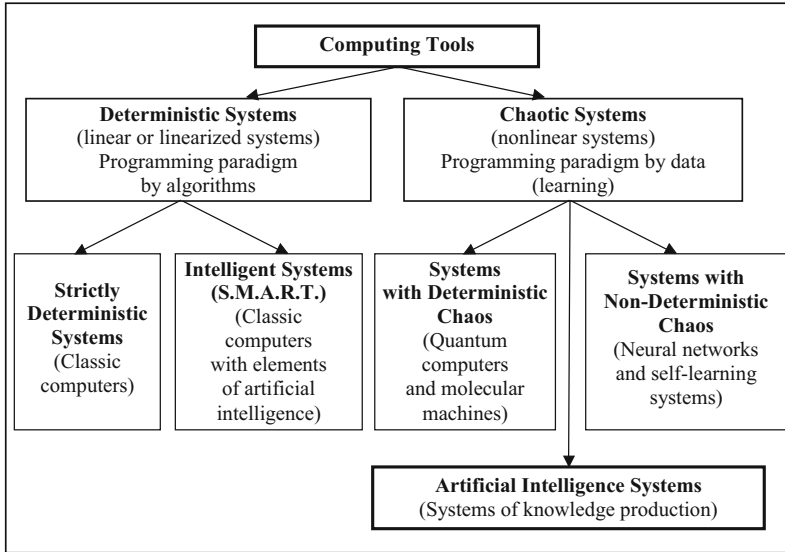 Computing Tools
Deterministic Systems
(linear or linearized systems)
Programming paradigm
by algorithms
Chaotic Systems
(nonlinear systems)
Programming paradigm by data
(learning)
Strictly
Deterministic
Systems
(Classic
computers)
Intelligent Systems
(S.M.A.R.T.)
(Classic
computers
with elements
of artificial
intelligence)
Systems
with Deterministic
Chaos
(Quantum
computers
and molecular
machines)
Systems with
Non-Deterministic
Chaos
(Neural networks
and self-learning
systems)
Artificial Intelligence Systems
(Systems of knowledge production)